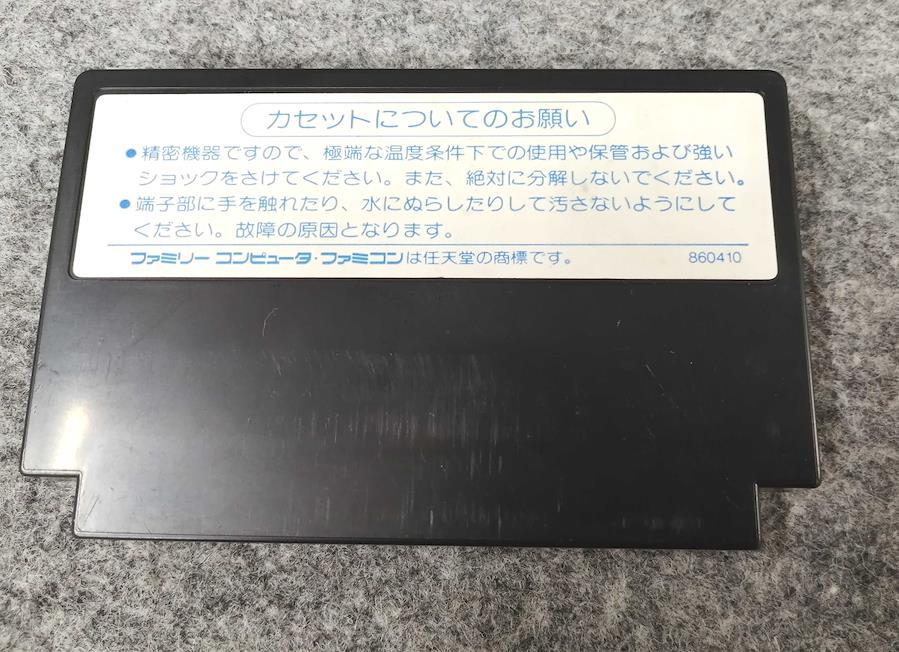 カセットについてのお願い
●精密機器ですので、極端な温度条件下での使用や保管および強い
ショックをさけてください。また、絶対に分解しないでください。
●端子部に手を触れたり、水にぬらしたりして汚さないようにして
ください。故障の原因となります。
ファミリー コンピュータ・ファミコンは任天堂の商標です。 860410